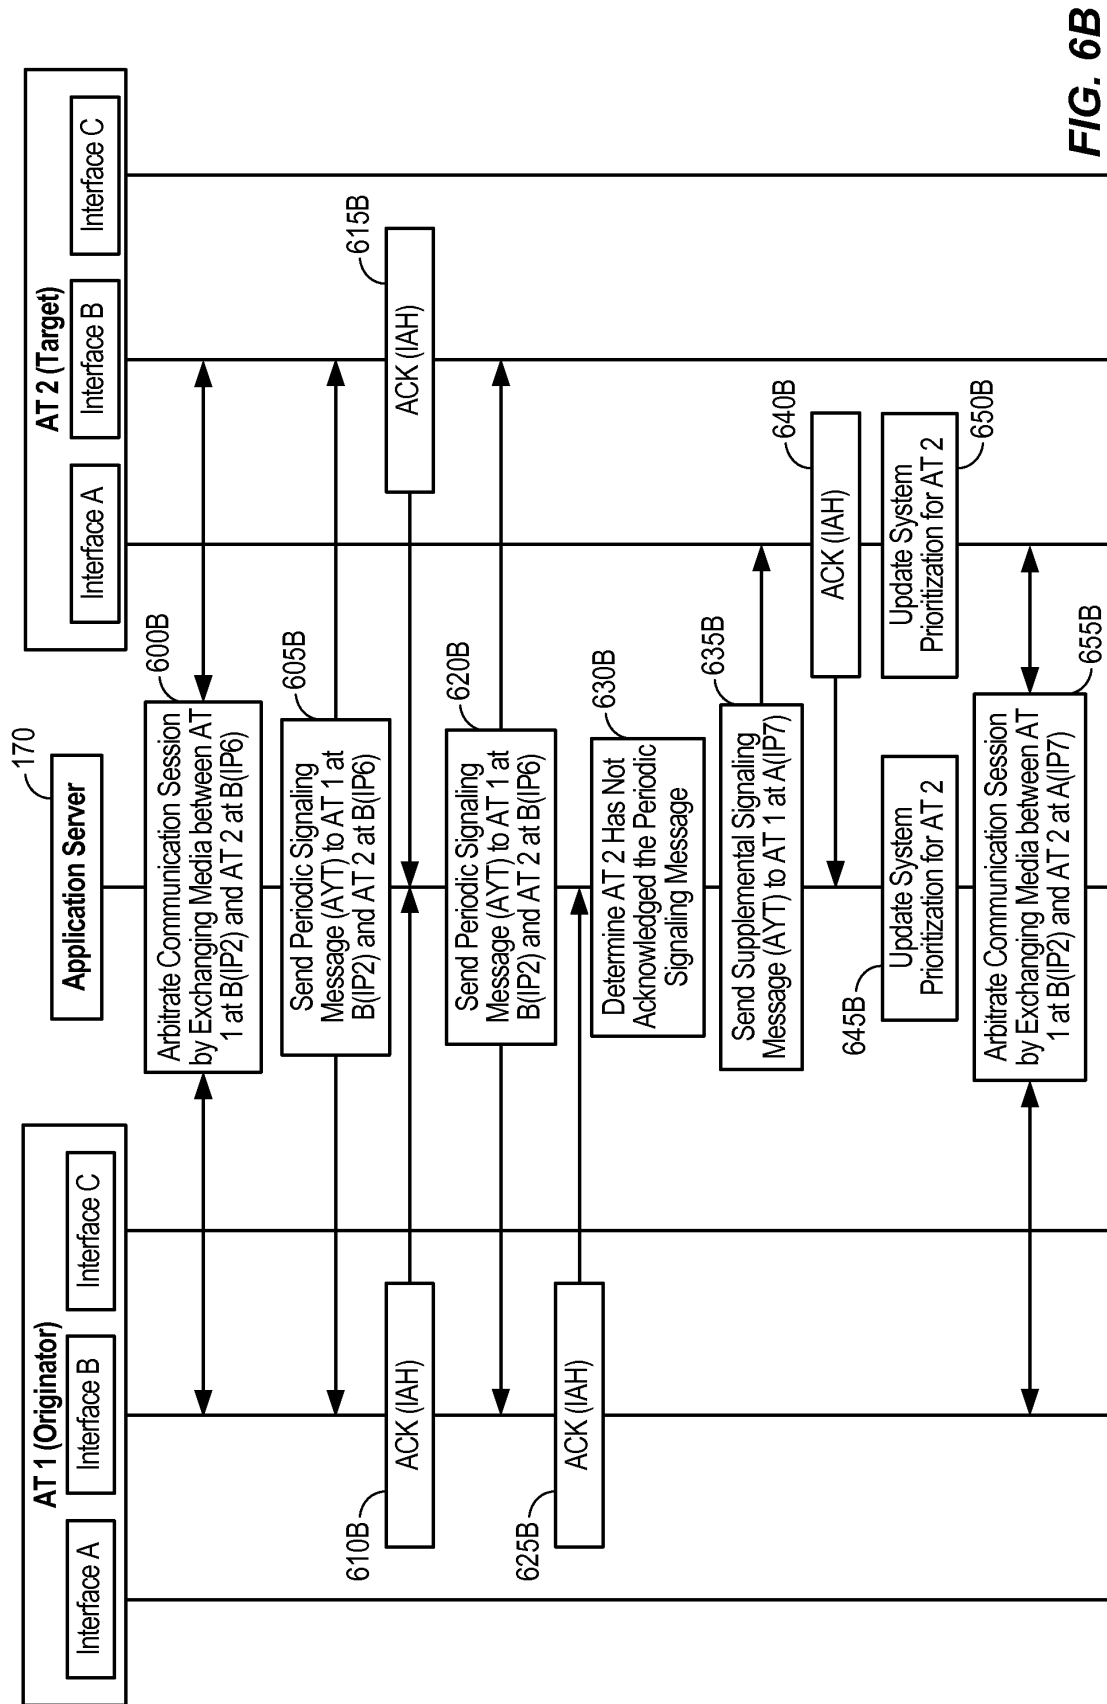 AT 1 (Originator)
Interface A
Interface B
Interface C
Application Server
170
AT 2 (Target)
Interface A
Interface B
Interface C
600B
Arbitrate Communication Session
by Exchanging Media between AT
1 at B(IP2) and AT 2 at B(IP6)
605B
Send Periodic Signaling
Message (AYT) to AT 1 at
B(IP2) and AT 2 at B(IP6)
610B
ACK (IAH)
615B
ACK (IAH)
620B
Send Periodic Signaling
Message (AYT) to AT 1 at
B(IP2) and AT 2 at B(IP6)
625B
ACK (IAH)
630B
Determine AT 2 Has Not
Acknowledged the Periodic
Signaling Message
635B
Send Supplemental Signaling
Message (AYT) to AT 1 at A(IP7)
640B
ACK (IAH)
645B
Update System
Prioritization for AT 2
650B
Update System
Prioritization for AT 2
655B
Arbitrate Communication Session
by Exchanging Media between AT
1 at B(IP2) and AT 2 at A(IP7)
FIG. 6B